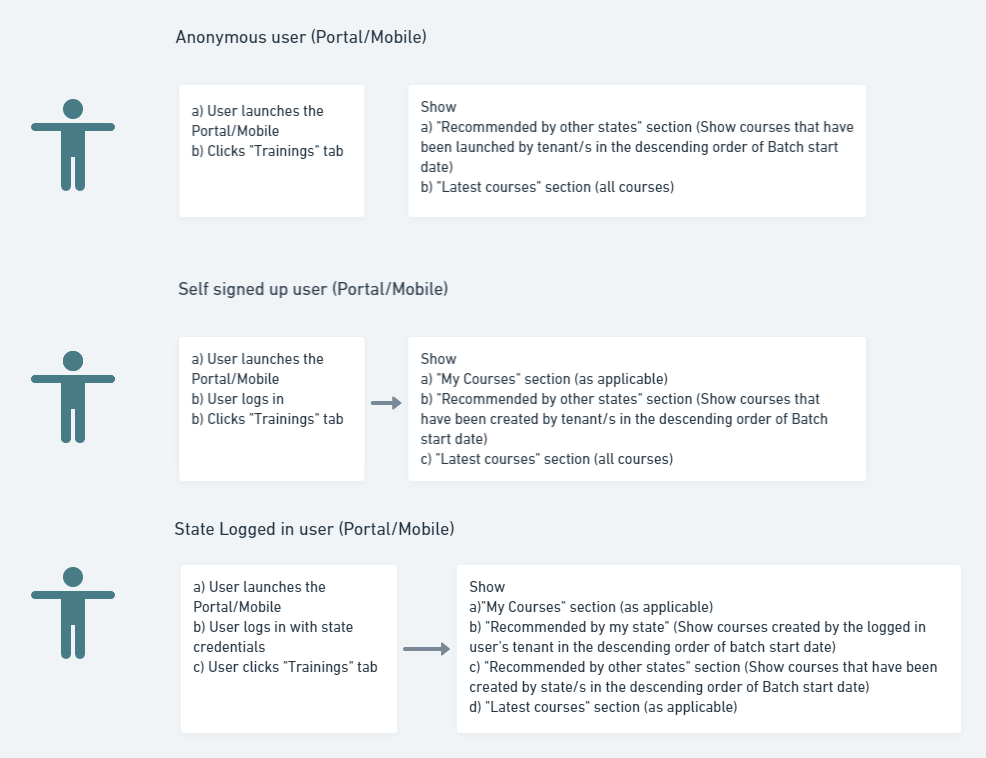 Anonymous user (Portal/Mobile)
a) User launches the
Portal/Mobile
b) Clicks "Trainings" tab
Show
a) "Recommended by other states" section (Show courses that have
been launched by tenant/s in the descending order of Batch start
date)
b) "Latest courses" section (all courses)
Self signed up user (Portal/Mobile)
a) User launches the
Portal/Mobile
b) User logs in
b) Clicks "Trainings" tab
Show
a) "My Courses" section (as applicable)
b) "Recommended by other states" section (Show courses that
have been created by tenant/s in the descending order of Batch
start date)
c) "Latest courses" section (all courses)
State Logged in user (Portal/Mobile)
a) User launches the
Portal/Mobile
b) User logs in with state
credentials
c) User clicks "Trainings" tab
Show
a)"My Courses" section (as applicable)
b) "Recommended by my state" (Show courses created by the logged in
user's tenant in the descending order of batch start date)
c) "Recommended by other states" section (Show courses that have been
created by state/s in the descending order of Batch start date)
d) "Latest courses" section (as applicable)